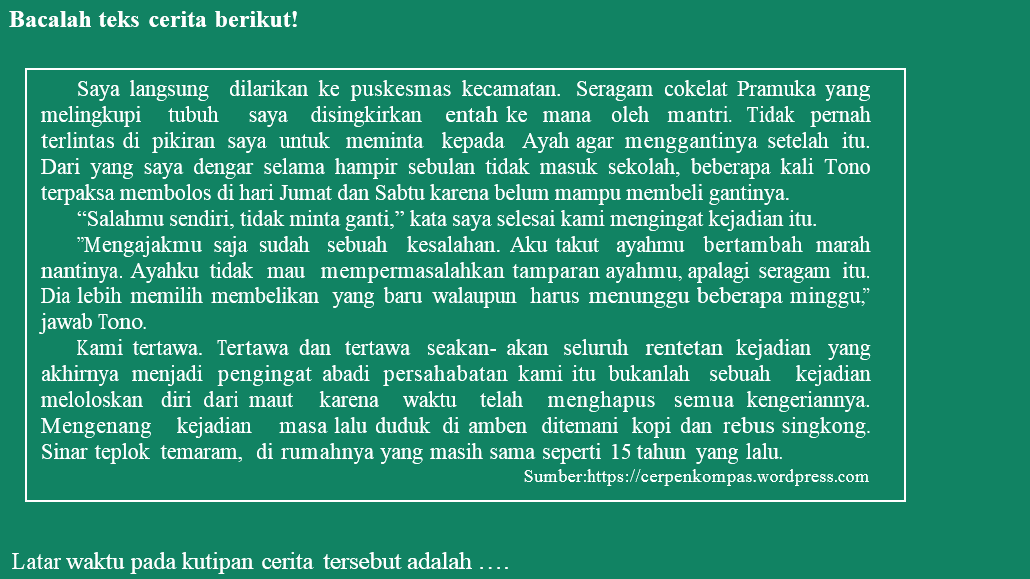 Bacalah teks cerita berikut!
Saya langsung dilarikan ke puskesmas kecamatan. Seragam cokelat Pramuka yang
melingkupi tubuh saya disingkirkan entah ke mana oleh mantri. Tidak pernah
terlintas di pikiran saya untuk meminta kepada Ayah agar menggantinya setelah itu.
Dari yang saya dengar selama hampir sebulan tidak masuk sekolah, beberapa kali Tono
terpaksa membolos di hari Jumat dan Sabtu karena belum mampu membeli gantinya.
“Salahmu sendiri, tidak minta ganti,” kata saya selesai kami mengingat kejadian itu.
”Mengajakmu saja sudah sebuah kesalahan. Aku takut ayahmu bertambah marah
nantinya. Ayahku tidak mau mempermasalahkan tamparan ayahmu, apalagi seragam itu.
Dia lebih memilih membelikan yang baru walaupun harus menunggu beberapa minggu,”
jawab Tono.
Kami tertawa. Tertawa dan tertawa seakan- akan seluruh rentetan kejadian yang
akhirnya menjadi pengingat abadi persahabatan kami itu bukanlah sebuah kejadian
meloloskan diri dari maut karena waktu telah menghapus semua kengeriannya.
Mengenang kejadian masa lalu duduk di amben ditemani kopi dan rebus singkong.
Sinar teplok temaram, di rumahnya yang masih sama seperti 15 tahun yang lalu.
Sumber:https://cerpenkompas.wordpress.com
Latar waktu pada kutipan cerita tersebut adalah ….